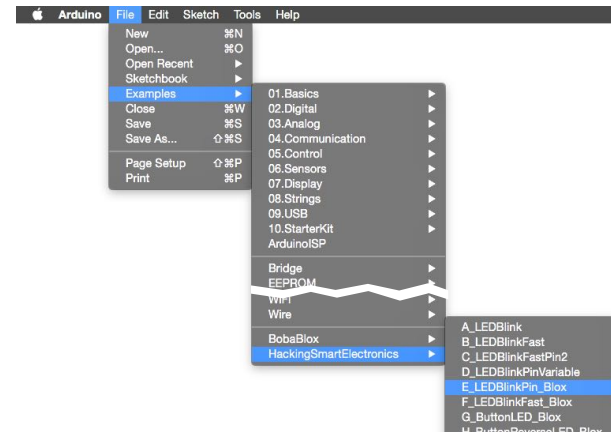 Arduino File Edit Sketch Tools Help
New ⌘N
Open... ⌘O
Open Recent ▶
Sketchbook ▶
Examples ▶
Close ⌘W
Save ⌘S
Save As... ⇧⌘S
Page Setup ⇧⌘P
Print ⌘P
01.Basics ▶
02.Digital ▶
03.Analog ▶
04.Communication ▶
05.Control ▶
06.Sensors ▶
07.Display ▶
08.Strings ▶
09.USB ▶
10.StarterKit ▶
ArduinoISP
Bridge ▶
EEPROM
WiFi ▶
Wire ▶
BobaBlox ▶
HackingSmartElectronics ▶
A_LEDBlink
B_LEDBlinkFast
C_LEDBlinkFastPin2
D_LEDBlinkPinVariable
E_LEDBlinkPin_Blox
F_LEDBlinkFast_Blox
G_ButtonLED_Blox
H_ButtonReverseLED_Blox